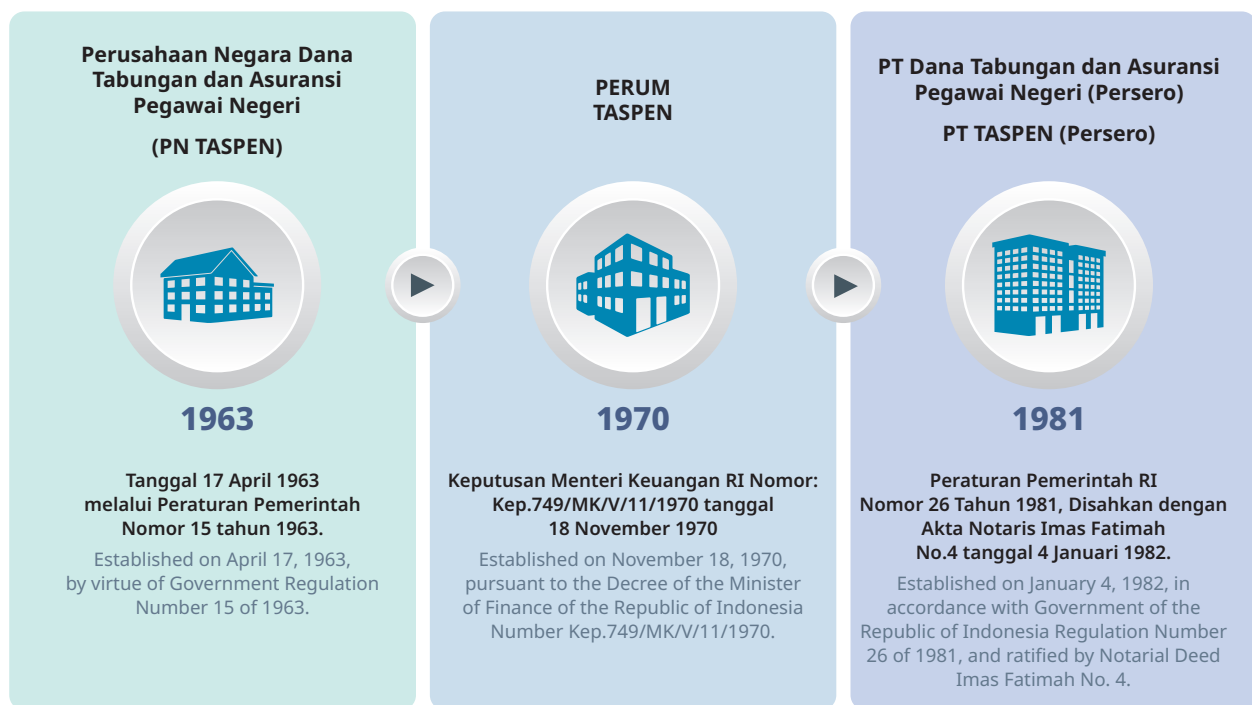 Perusahaan Negara Dana
Tabungan dan Asuransi
Pegawai Negeri
(PN TASPEN)
1963
Tanggal 17 April 1963
melalui Peraturan Pemerintah
Nomor 15 tahun 1963.
Established on April 17, 1963,
by virtue of Government Regulation
Number 15 of 1963.
PERUM
TASPEN
1970
Keputusan Menteri Keuangan RI Nomor:
Kep.749/MK/V/11/1970 tanggal
18 November 1970
Established on November 18, 1970,
pursuant to the Decree of the Minister
of Finance of the Republic of Indonesia
Number Kep.749/MK/V/11/1970.
PT Dana Tabungan dan Asuransi
Pegawai Negeri (Persero)
PT TASPEN (Persero)
1981
Peraturan Pemerintah RI
Nomor 26 Tahun 1981, Disahkan dengan
Akta Notaris Imas Fatimah
No.4 tanggal 4 Januari 1982.
Established on January 4, 1982, in
accordance with Government of the
Republic of Indonesia Regulation Number
26 of 1981, and ratified by Notarial Deed
Imas Fatimah No. 4.